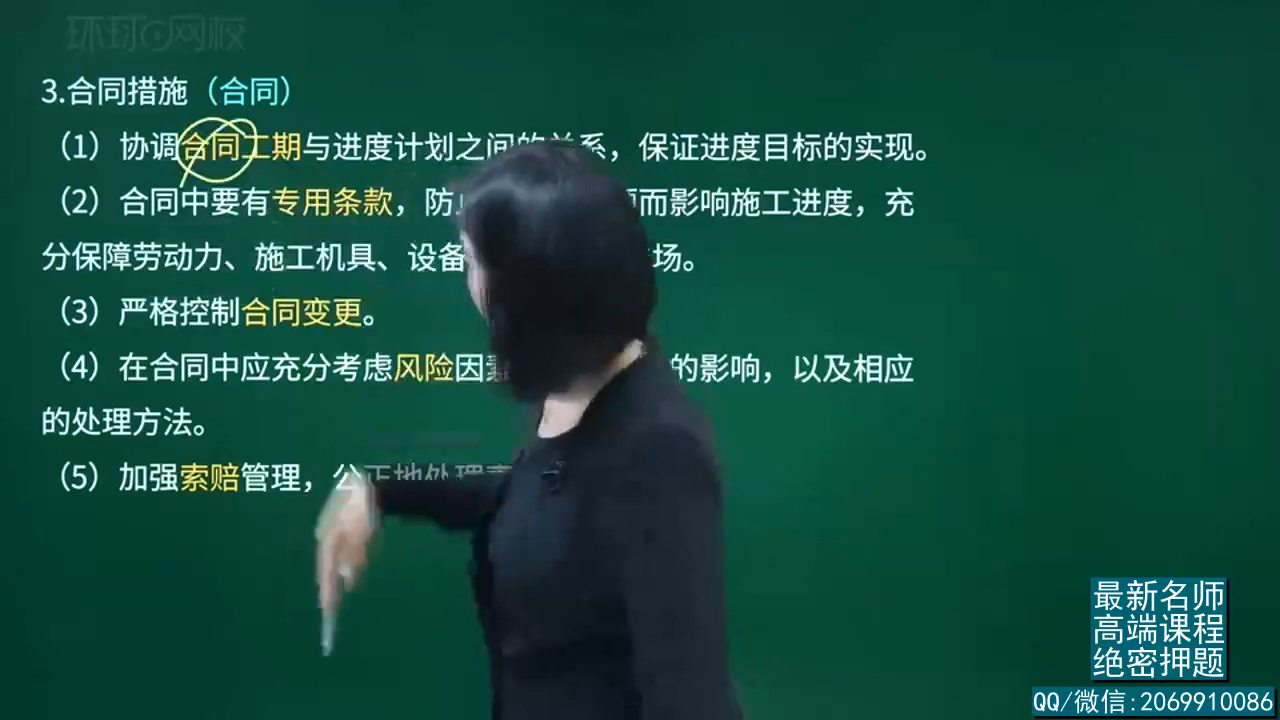 环球网校
3.合同措施（合同）
（1）协调合同工期与进度计划之间的关系，保证进度目标的实现。
（2）合同中要有专用条款，防 而影响施工进度，充
分保障劳动力、施工机具、设备 场。
（3）严格控制合同变更。
（4）在合同中应充分考虑风险因素 的影响，以及相应
的处理方法。
（5）加强索赔管理，公正地处理
最新名师
高端课程
绝密押题
QQ/微信:2069910086